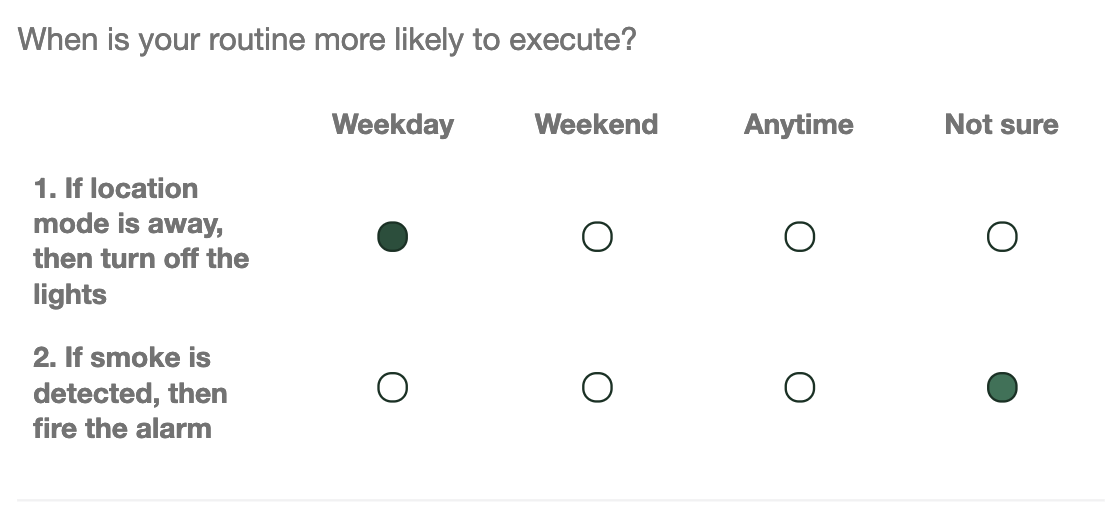 When is your routine more likely to execute?
Weekday Weekend Anytime Not sure
1. If location
mode is away,
then turn off the
lights
2. If smoke is
detected, then
fire the alarm